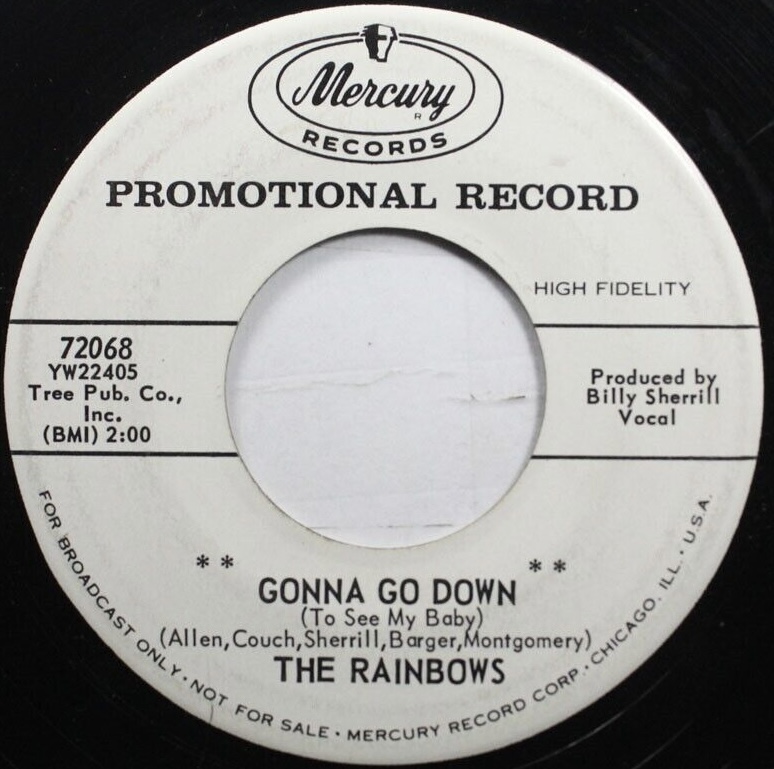 Mercury
R
RECORDS
PROMOTIONAL RECORD
HIGH FIDELITY
72068
YW22405
Tree Pub. Co.,
Inc.
(BMI) 2:00
Produced by
Billy Sherrill
Vocal
** **
GONNA GO DOWN
(To See My Baby)
(Allen,Couch,Sherrill,Barger,Montgomery)
THE RAINBOWS
FOR BROADCAST ONLY • NOT FOR SALE • MERCURY RECORD CORP. • CHICAGO, ILL. • U.S.A.